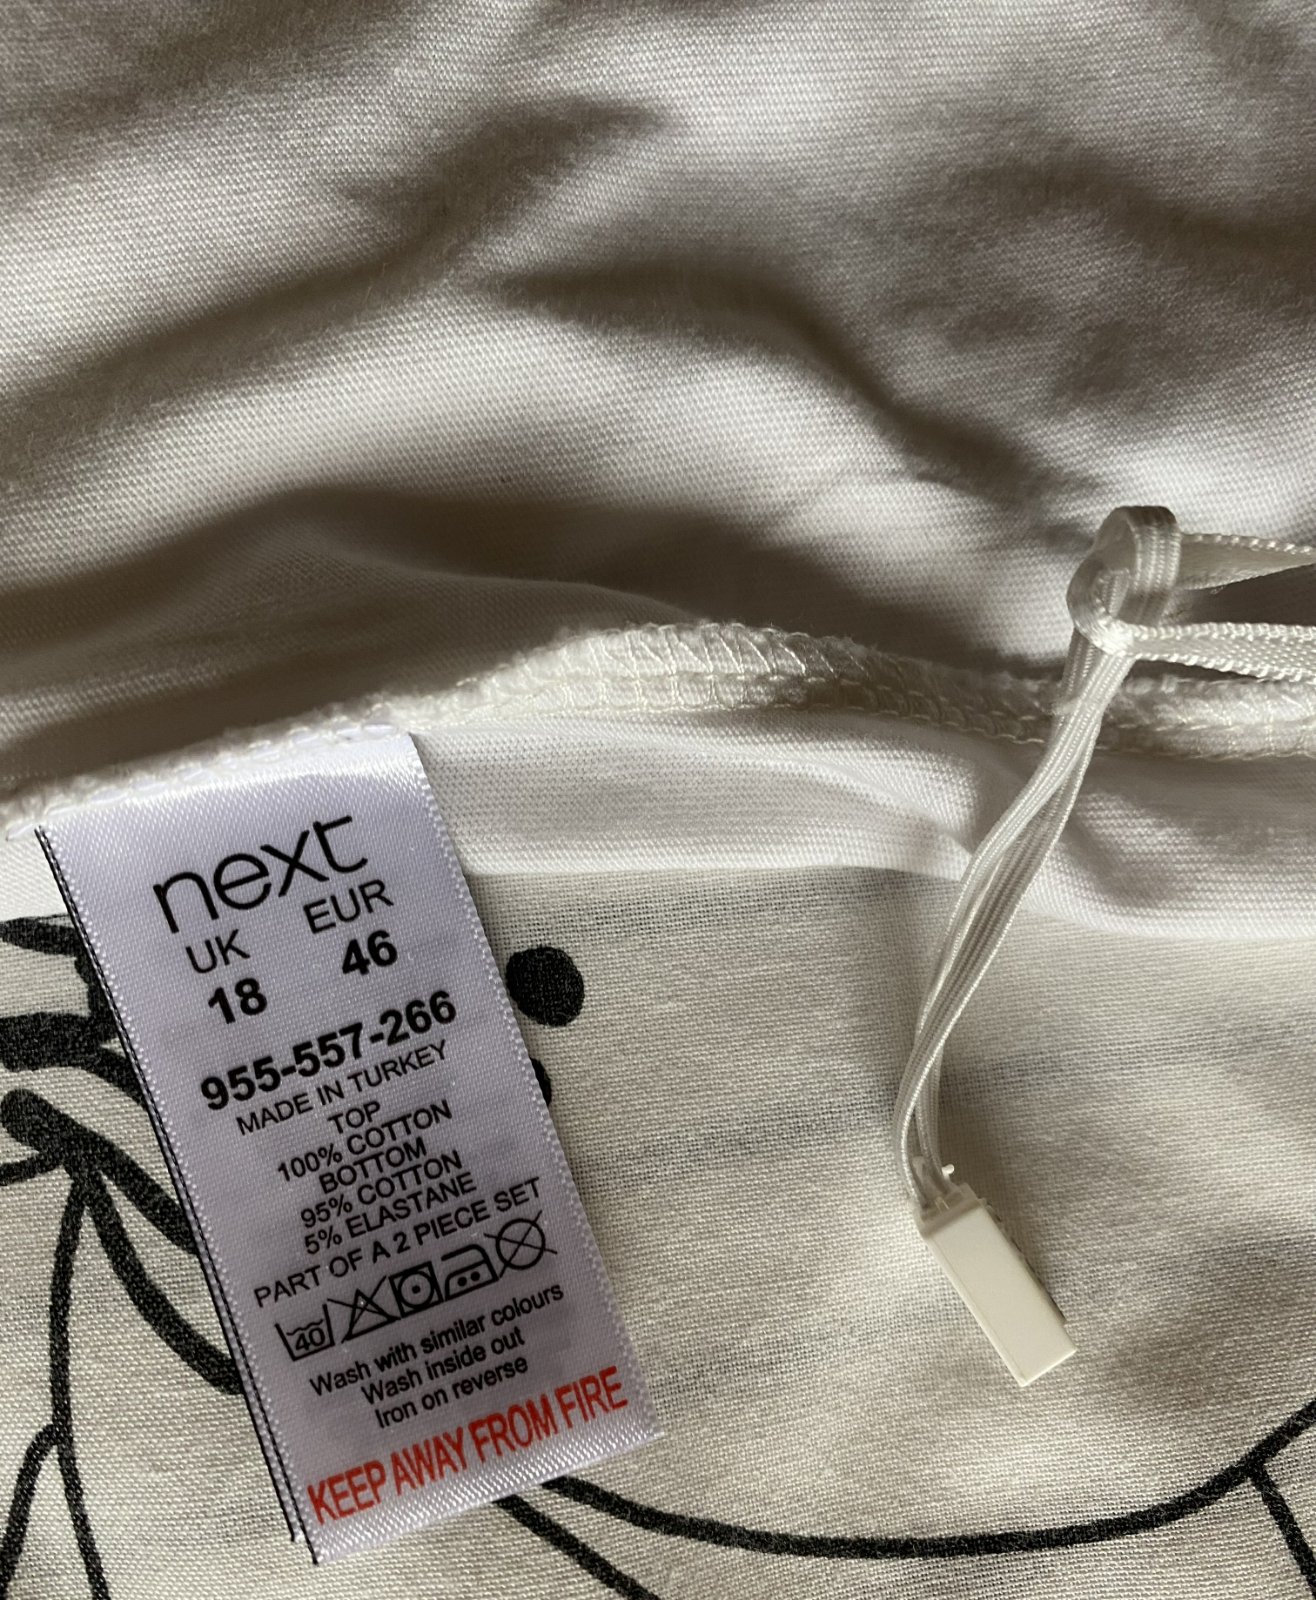 next
UK EUR
18 46
955-557-266
MADE IN TURKEY
TOP
100% COTTON
BOTTOM
95% COTTON
5% ELASTANE
PART OF A 2 PIECE SET
40
Wash with similar colours
Wash inside out
Iron on reverse
KEEP AWAY FROM FIRE